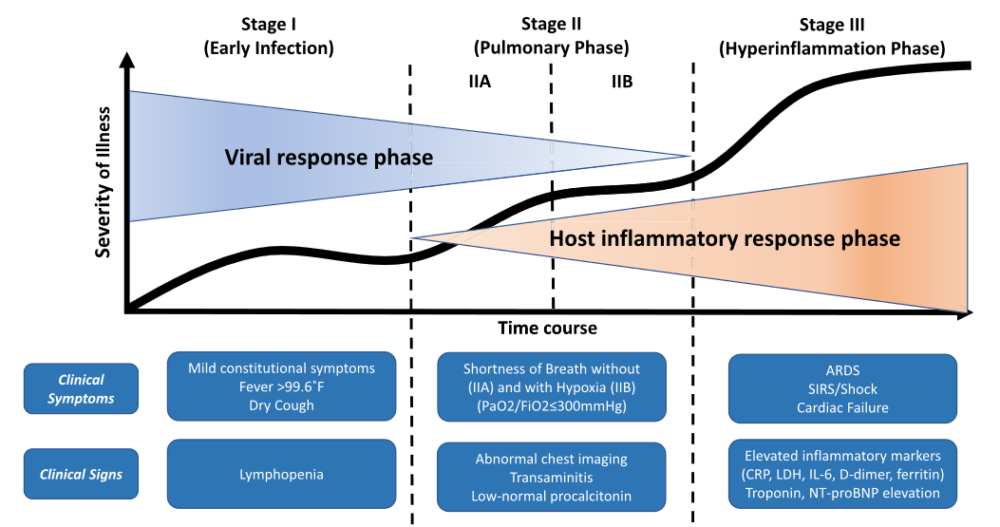 Stage I
(Early Infection)
Stage II
(Pulmonary Phase)
Stage III
(Hyperinflammation Phase)
IIA
IIB
Severity of Illness
Viral response phase
Host inflammatory response phase
Time course
Clinical
Symptoms
Mild constitutional symptoms
Fever >99.6°F
Dry Cough
Shortness of Breath without
(IIA) and with Hypoxia (IIB)
(PaO2/FiO2≤300mmHg)
ARDS
SIRS/Shock
Cardiac Failure
Clinical Signs
Lymphopenia
Abnormal chest imaging
Transaminitis
Low-normal procalcitonin
Elevated inflammatory markers
(CRP, LDH, IL-6, D-dimer, ferritin)
Troponin, NT-proBNP elevation